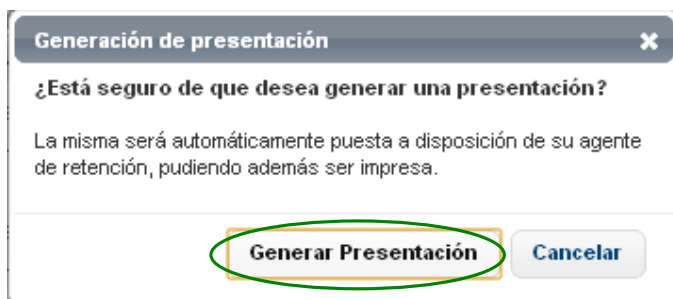 Generación de presentación
¿Está seguro de que desea generar una presentación?
La misma será automáticamente puesta a disposición de su agente
de retención, pudiendo además ser impresa.
Generar Presentación
Cancelar